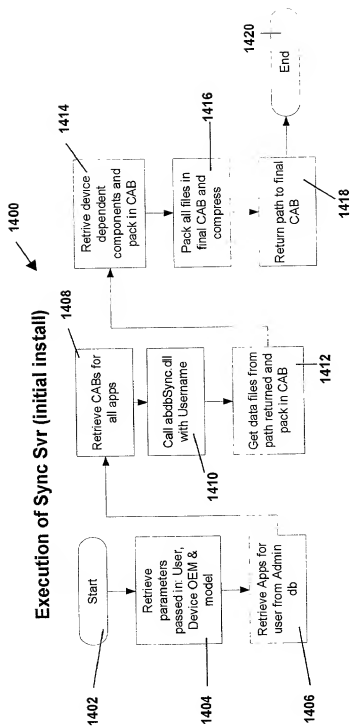 Execution of Sync Svr (initial install)
1400
1402
Start
1404
Retrieve
parameters
passed in: User,
Device OEM &
model
1406
Retrieve Apps for
user from Admin
db
1408
Retrieve CABs for
all apps
1410
Call abdbSync.dll
with Username
1412
Get data files from
path returned and
pack in CAB
1414
Retrive device
dependent
components and
pack in CAB
1416
Pack all files in
final CAB and
compress
1418
Return path to final
CAB
1420
End